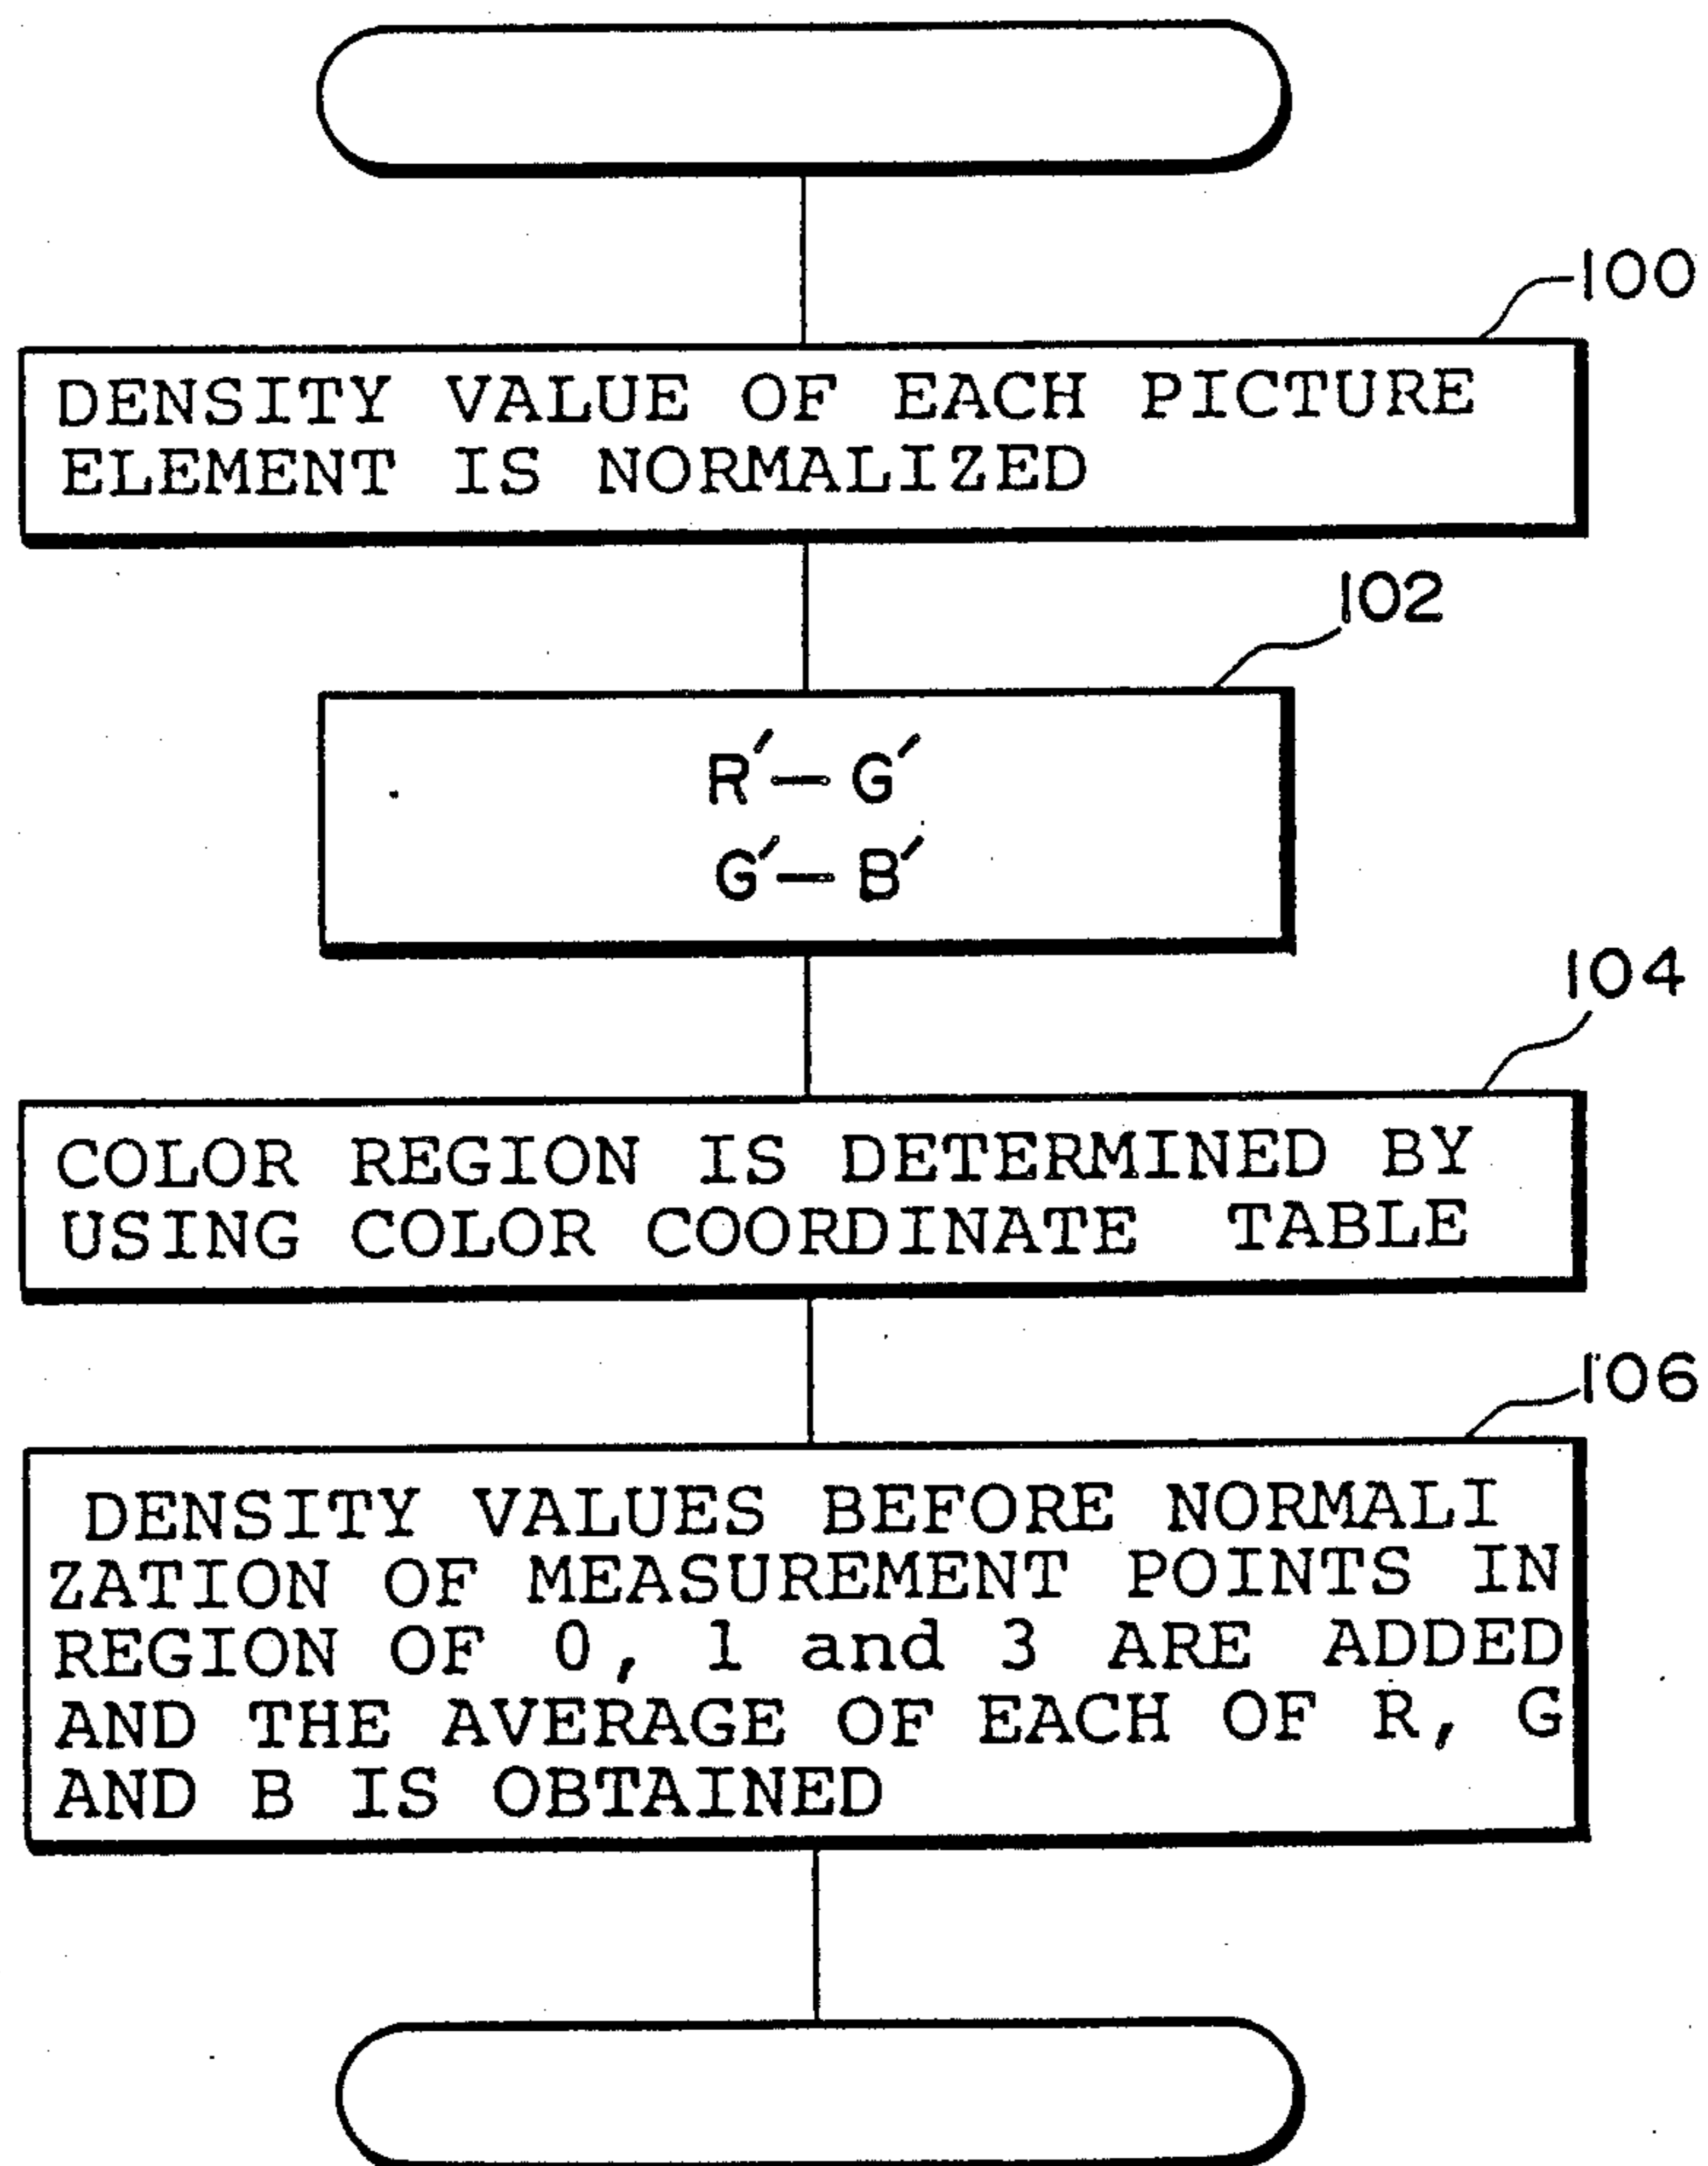 100
DENSITY VALUE OF EACH PICTURE
ELEMENT IS NORMALIZED
102
R′— G′
G′— B′
104
COLOR REGION IS DETERMINED BY
USING COLOR COORDINATE TABLE
106
DENSITY VALUES BEFORE NORMALI
ZATION OF MEASUREMENT POINTS IN
REGION OF 0, 1 and 3 ARE ADDED
AND THE AVERAGE OF EACH OF R, G
AND B IS OBTAINED